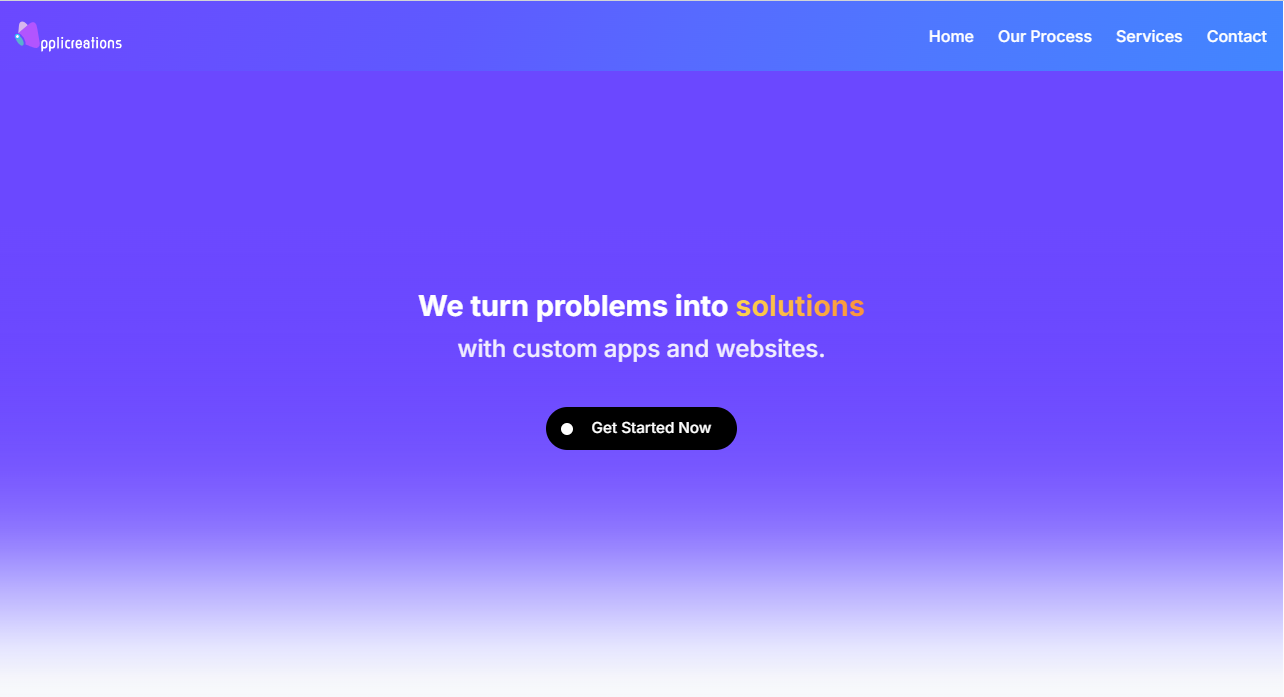 pplicreations
Home Our Process Services Contact
We turn problems into solutions
with custom apps and websites.
Get Started Now